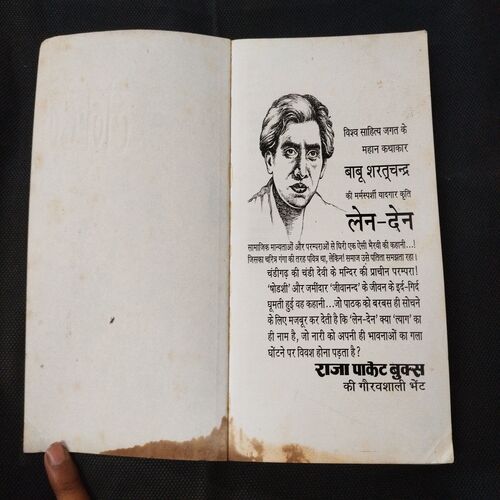 विश्व साहित्य जगत के
महान कथाकार
बाबू शरत्चन्द्र
की मर्मस्पर्शी यादगार कृति
लेन-देन
सामाजिक मान्यताओं और परम्पराओं से घिरी एक ऐसी भैरवी की कहानी...!
जिसका चरित्र गंगा की तरह पवित्र था, लेकिन! समाज उसे पतिता समझता रहा।
चंडीगढ़ की चंडी देवी के मन्दिर की प्राचीन परम्परा!
'षोडशी' और जमींदार 'जीवानन्द' के जीवन के इर्द-गिर्द
घूमती हुई वह कहानी...जो पाठक को बरबस ही सोचने
के लिए मजबूर कर देती है कि 'लेन-देन' क्या 'त्याग' का
ही नाम है, जो नारी को अपनी ही भावनाओं का गला
घोंटने पर विवश होना पड़ता है?
राजा पाकेट बुक्स
की गौरवशाली भेंट